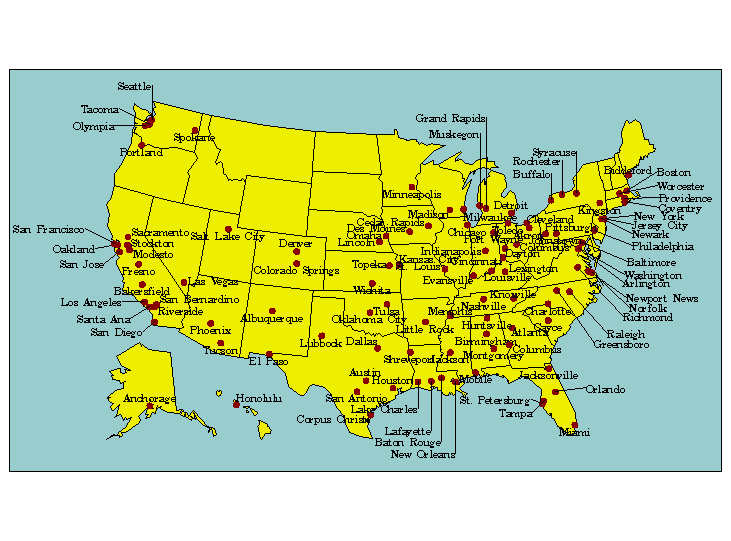 Seattle
Tacoma
Olympia
Spokane
Portland
Grand Rapids
Muskegon
Minneapolis
Syracuse
Rochester
Buffalo
Biddeford
Boston
Worcester
Providence
Coventry
New York
Jersey City
Newark
Philadelphia
Kingston
Detroit
Madison
Milwaukee
Cleveland
Cedar Rapids
Des Moines
Chicago
Toledo
Akron
Pittsburgh
San Francisco
Sacramento
Stockton
Oakland
Modesto
San Jose
Salt Lake City
Denver
Omaha
Lincoln
Fort Wayne
Columbus
Indianapolis
Dayton
Cincinnati
Baltimore
Washington
Arlington
Fresno
Colorado Springs
Topeka
Kansas City
St. Louis
Lexington
Louisville
Evansville
Bakersfield
Las Vegas
Wichita
Knoxville
Newport News
Norfolk
Richmond
Los Angeles
San Bernardino
Riverside
Santa Ana
San Diego
Albuquerque
Tulsa
Oklahoma City
Nashville
Memphis
Charlotte
Raleigh
Greensboro
Phoenix
Tucson
Little Rock
Huntsville
Atlanta
Cayce
Birmingham
Columbus
Montgomery
El Paso
Lubbock
Dallas
Shreveport
Jackson
Jacksonville
Austin
Houston
Mobile
San Antonio
Lake Charles
Corpus Christi
Lafayette
Baton Rouge
New Orleans
St. Petersburg
Tampa
Orlando
Miami
Anchorage
Honolulu